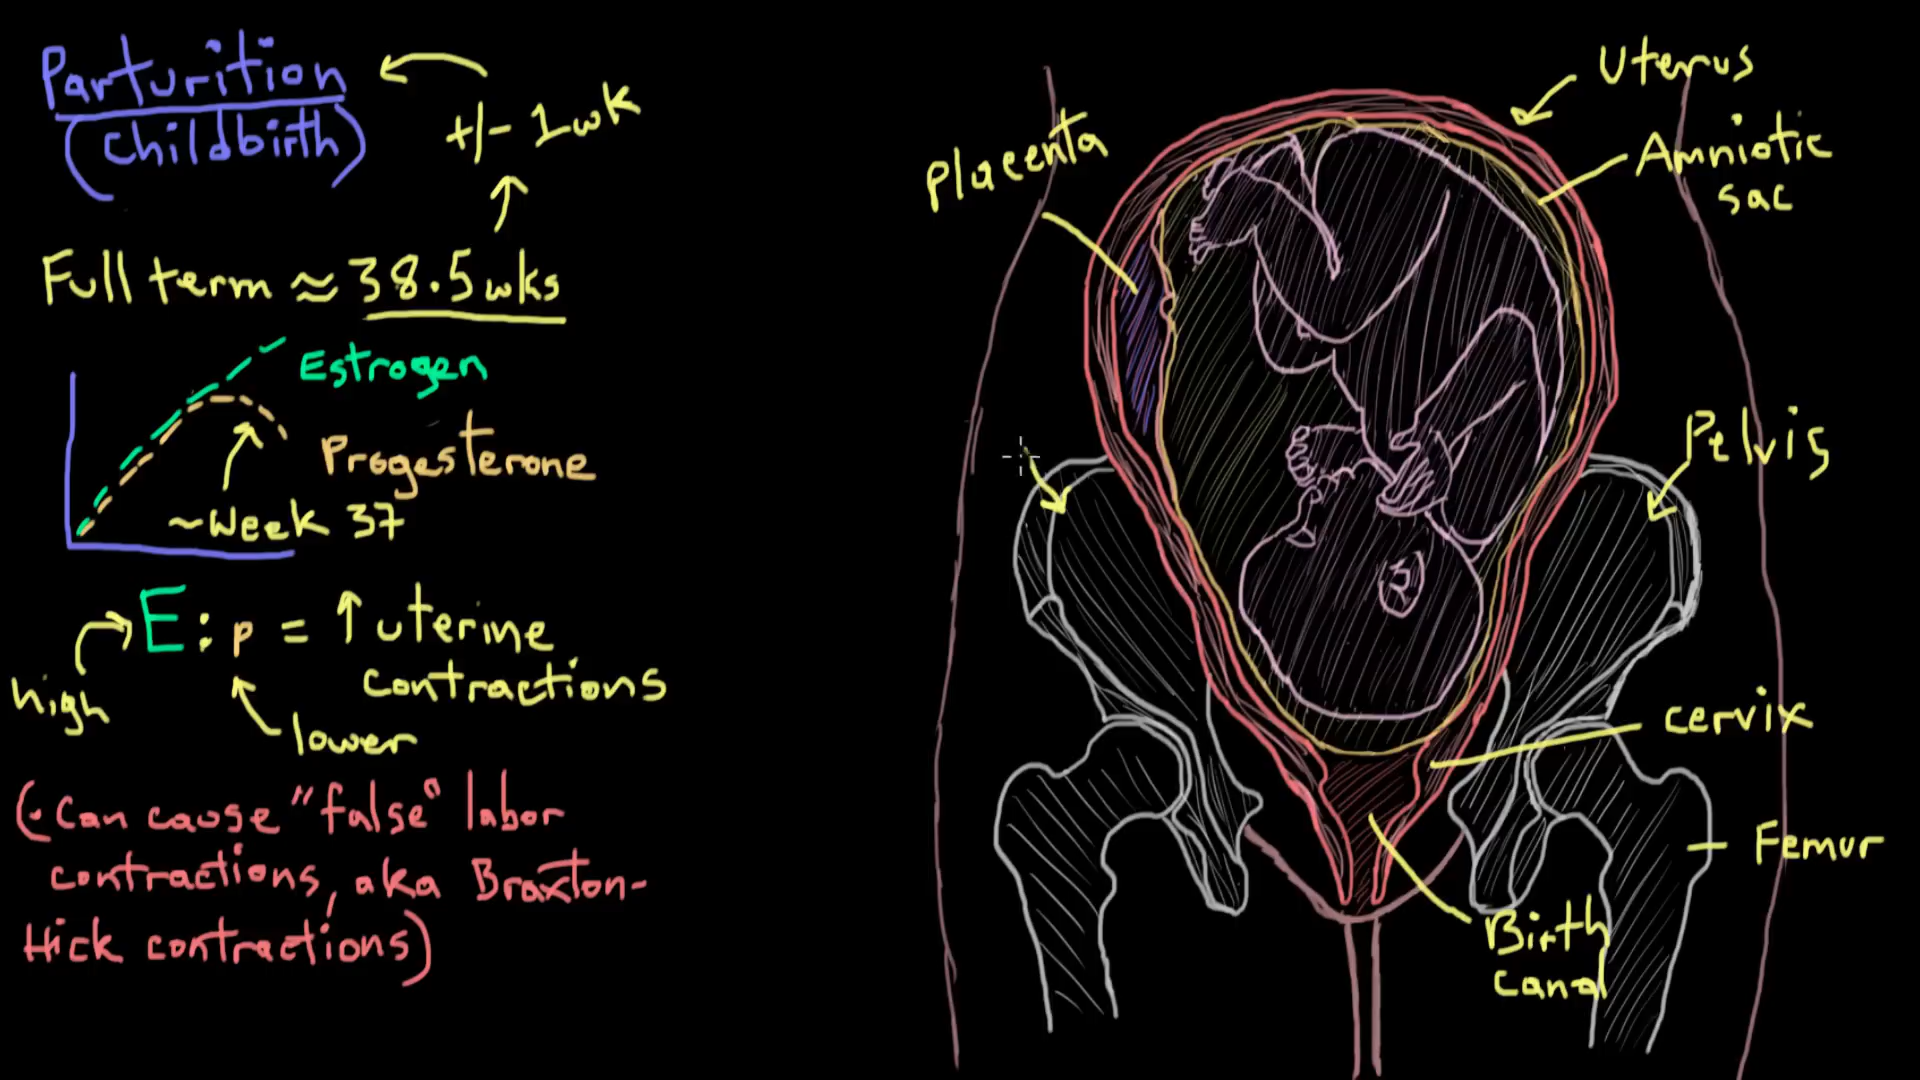 Parturition
(Childbirth)
+/- 1wk
Full term ≈ 38.5wks
Estrogen
Progesterone
~Week 37
E:P = ↑ uterine
contractions
high
lower
(· Can cause "false" labor
contractions, aka Braxton-
Hick contractions)
Placenta
Uterus
Amniotic
sac
Pelvis
Cervix
Femur
Birth
canal